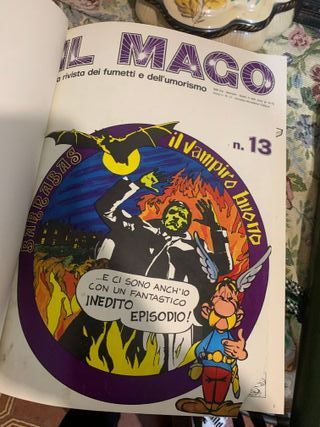 IL MAGO
a rivista dei fumetti e dell'umorismo
n. 13
BARNABAS
il Vampiro buono
...E CI SONO ANCH'IO
CON UN FANTASTICO
INEDITO
EPISODIO!